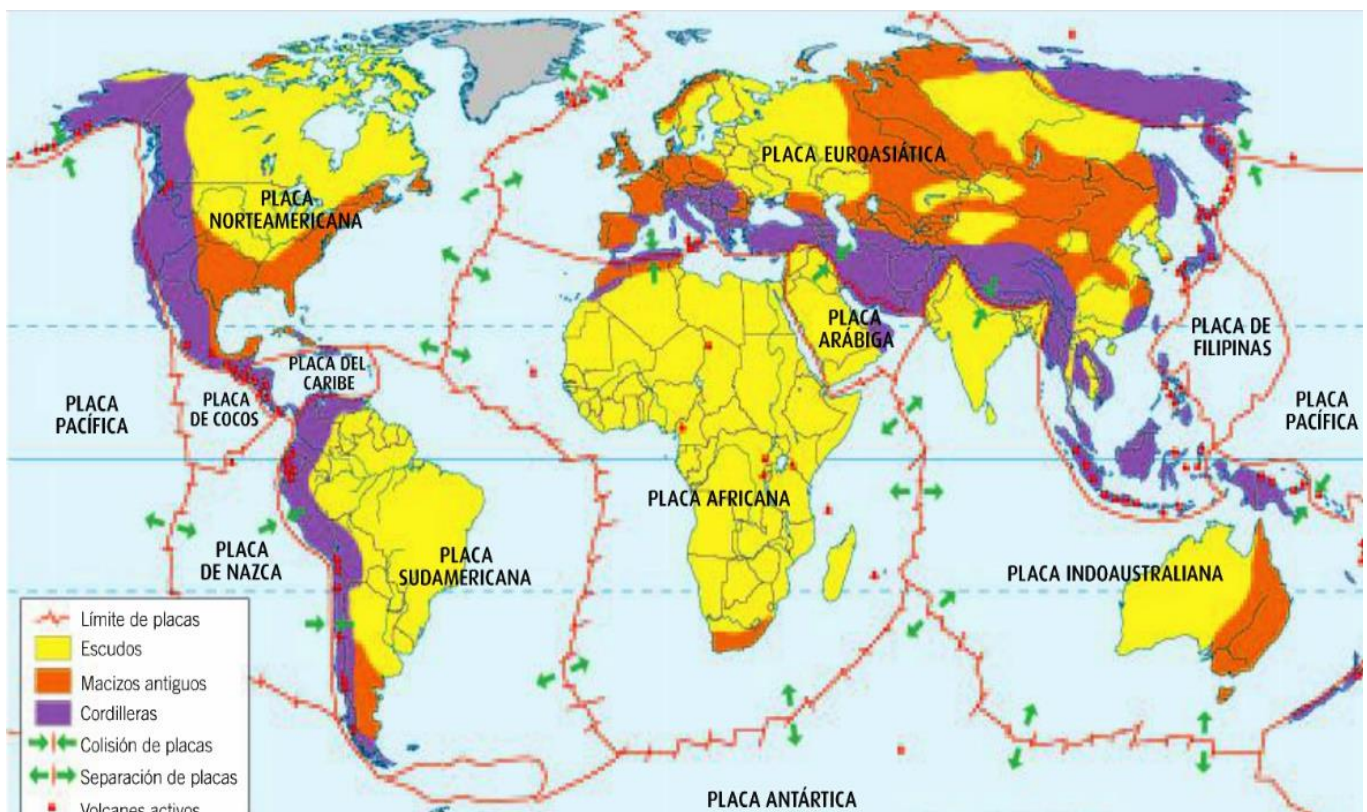 PLACA EUROASIÁTICA
PLACA
NORTEAMERICANA
PLACA
ARÁBIGA
PLACA DE
FILIPINAS
PLACA DEL
CARIBE
PLACA
DE COCOS
PLACA
PACÍFICA
PLACA
PACÍFICA
PLACA AFRICANA
PLACA
DE NAZCA
PLACA
SUDAMERICANA
PLACA INDOAUSTRALIANA
PLACA ANTÁRTICA
Límite de placas
Escudos
Macizos antiguos
Cordilleras
Colisión de placas
Separación de placas
Volcanes activos